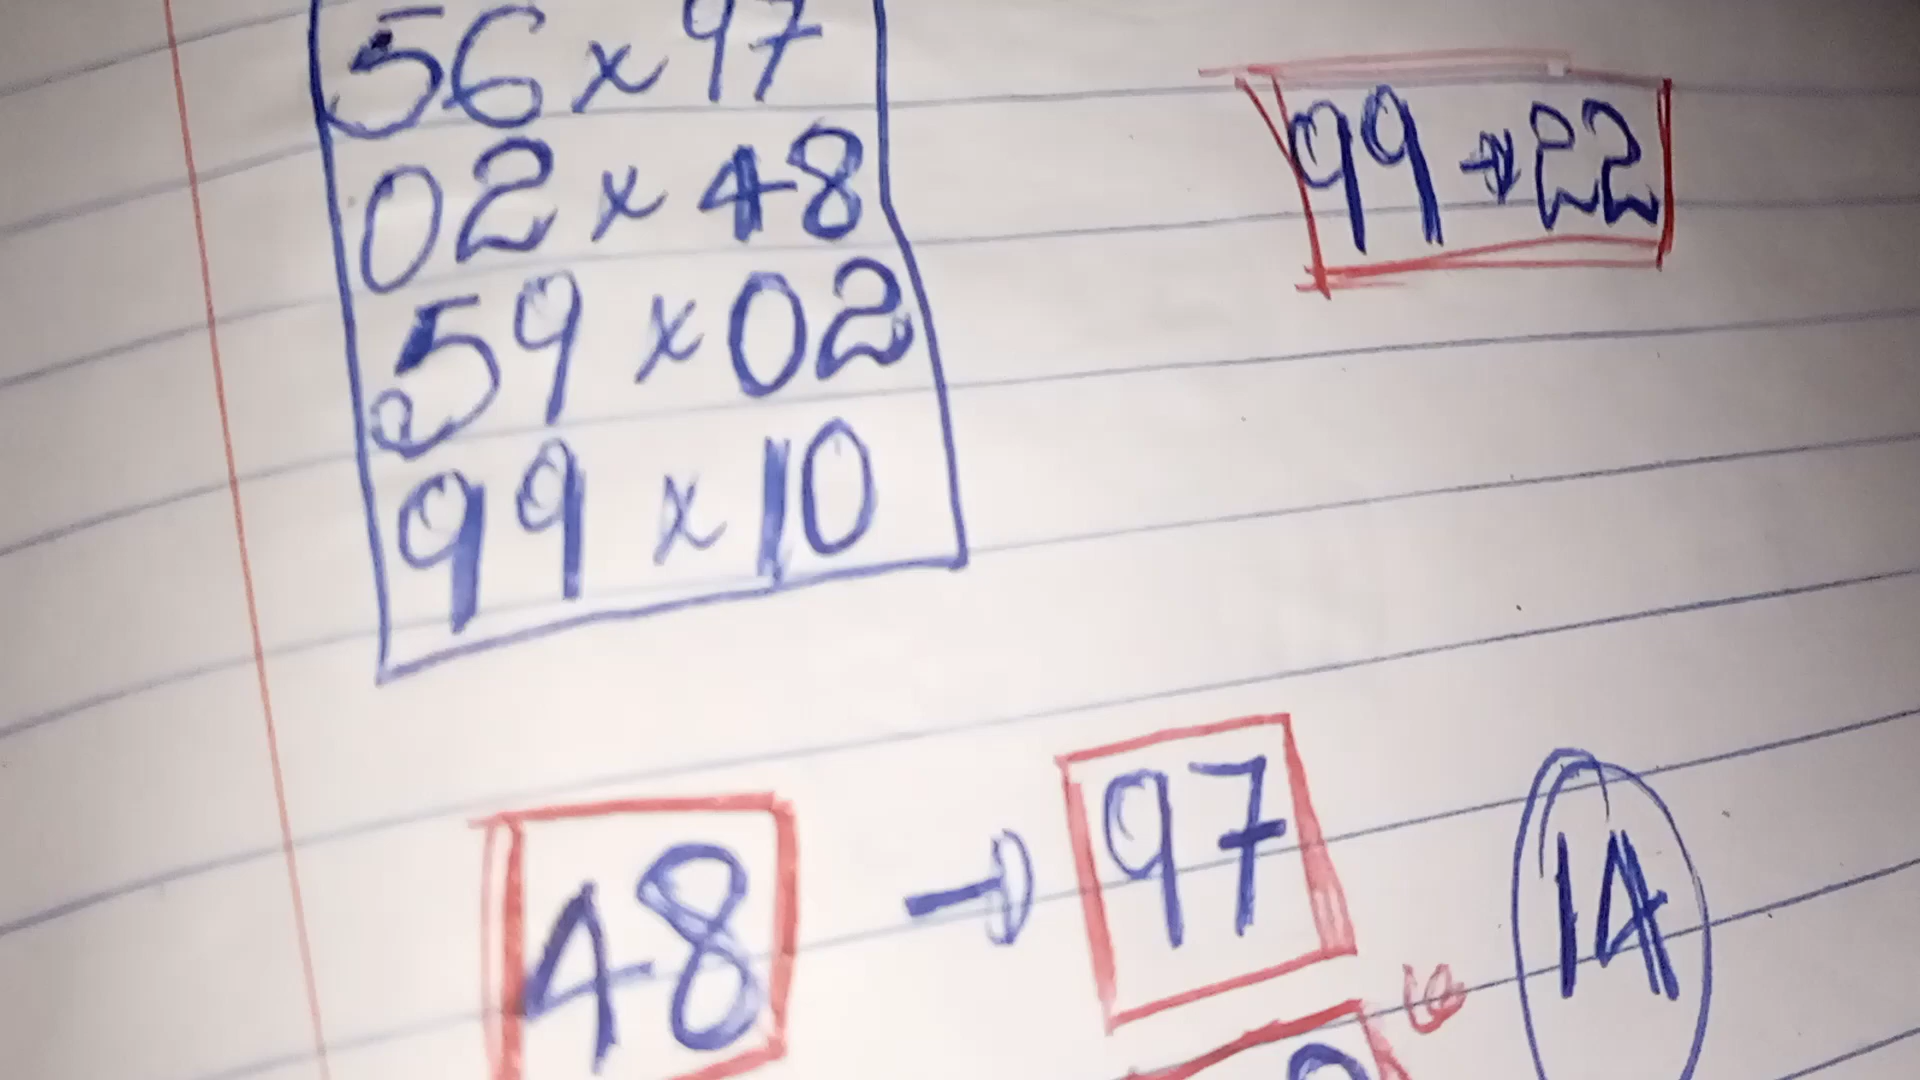 56 x 97
02 x 48
59 x 02
99 x 10
99 → 22
48 → 97
14